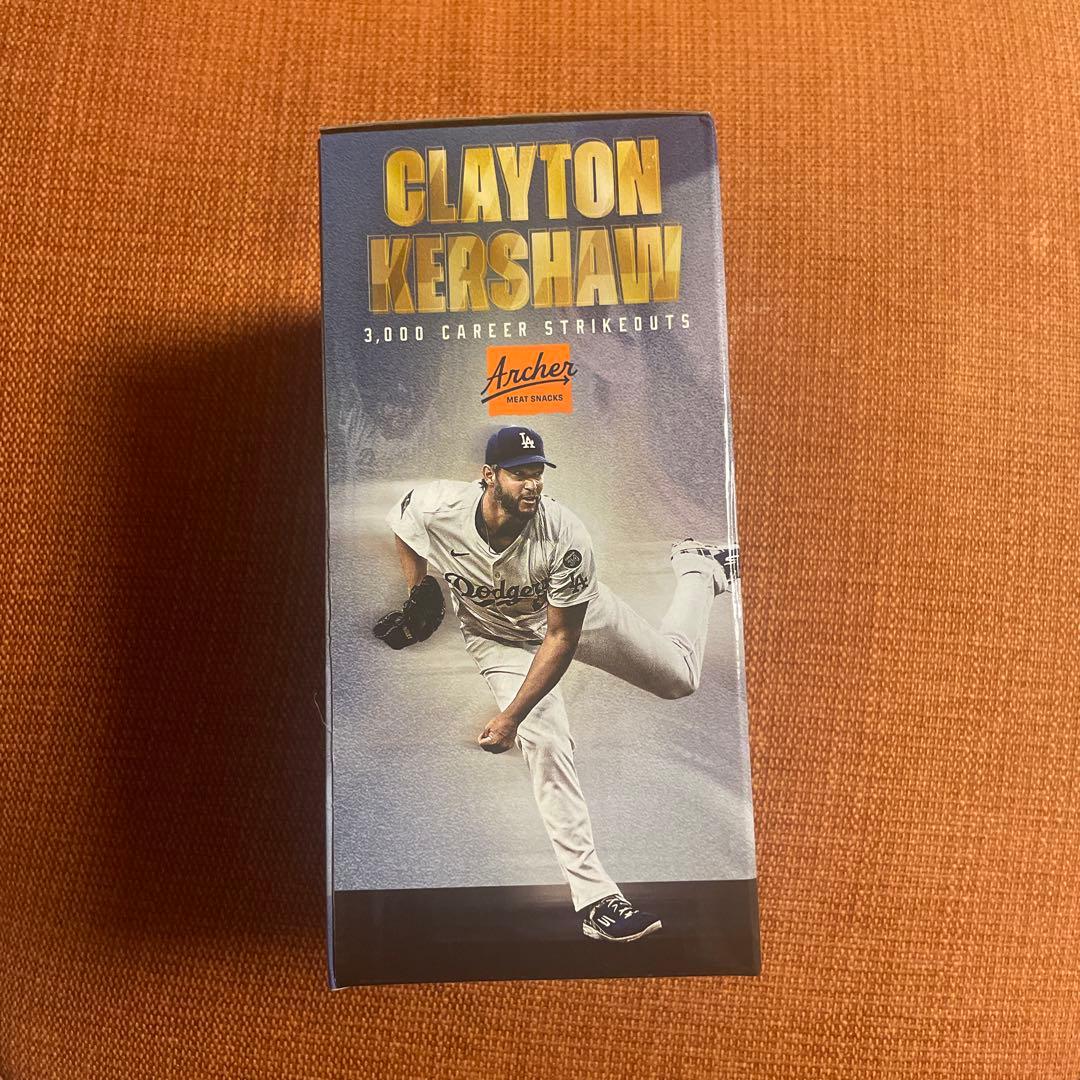 CLAYTON
KERSHAW
3,000 CAREER STRIKEOUTS
Archer
MEAT SNACKS
LA
Dodgers
LA